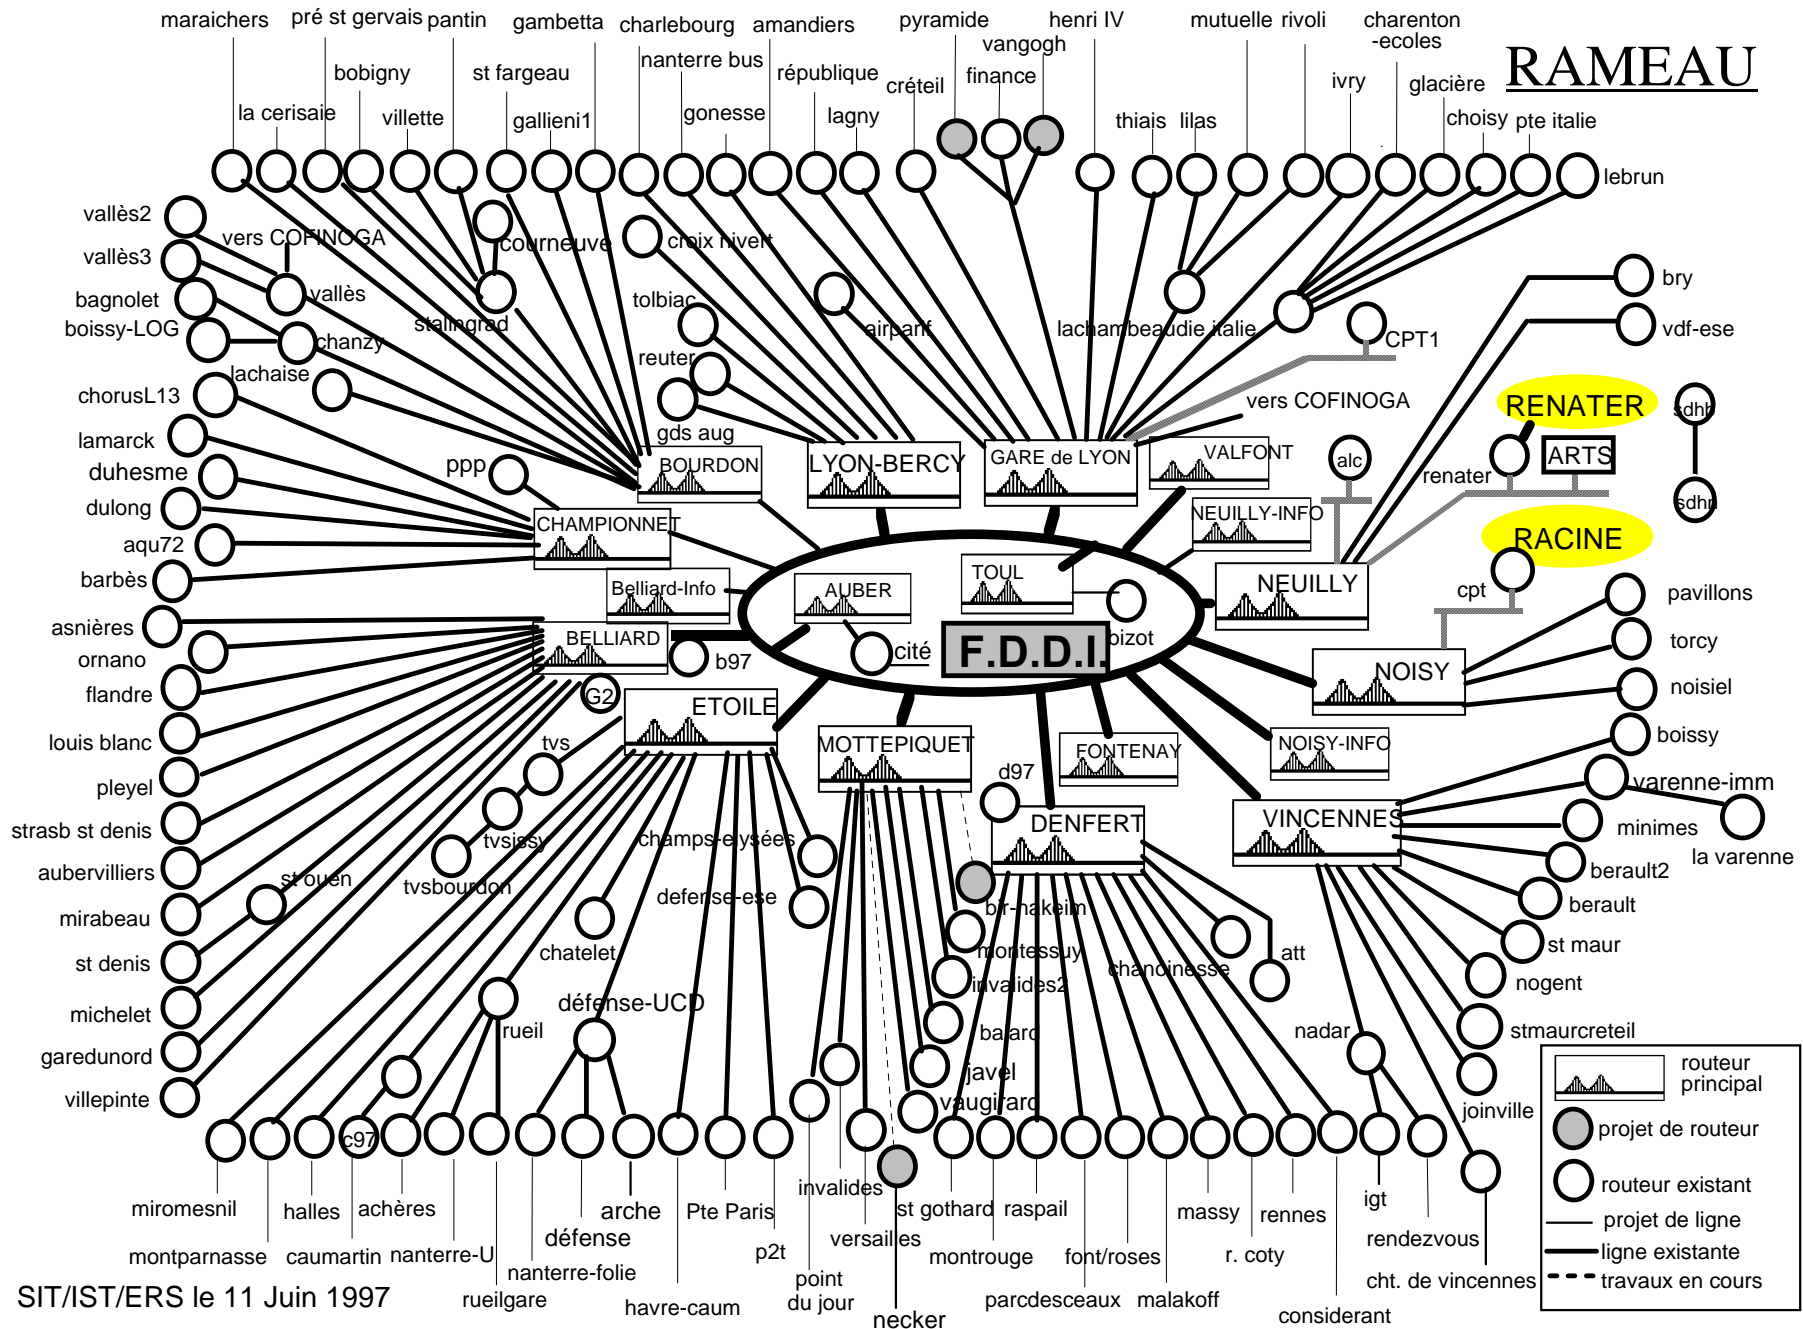 maraichers
pré st gervais
pantin
gambetta
charlebourg
amandiers
pyramide
henri IV
mutuelle
rivoli
charenton
-ecoles
RAMEAU
bobigny
st fargeau
nanterre bus
république
vangogh
finance
ivry
glacière
la cerisaie
villette
gallieni1
gonesse
lagny
créteil
thiais
lilas
choisy
pte italie
lebrun
vallès2
vers COFINOGA
courneuve
croix nivert
vallès3
vallès
bagnolet
boissy-LOG
stalingrad
chanzy
tolbiac
airparif
lachambeaudie
italie
CPT1
bry
vdf-ese
reuter
lachaise
chorusL13
gds aug
vers COFINOGA
RENATER
sdhb
lamarck
duhesme
ppp
BOURDON
LYON-BERCY
GARE de LYON
VALFONT
alc
renater
ARTS
sdhn
dulong
CHAMPIONNET
NEUILLY-INFO
RACINE
aqu72
barbès
Belliard-Info
AUBER
TOUL
NEUILLY
cpt
pavillons
asnières
ornano
BELLIARD
b97
cité
F.D.D.I.
bizot
torcy
NOISY
flandre
G2
ETOILE
noisiel
louis blanc
tvs
MOTTEPIQUET
FONTENAY
NOISY-INFO
boissy
pleyel
d97
varenne-imm
strasb st denis
tvsissy
champs-elysées
DENFERT
VINCENNES
minimes
la varenne
aubervilliers
st ouen
tvsbourdon
defense-ese
berault2
mirabeau
bir-hakeim
berault
st denis
chatelet
montessuy
chanoinesse
att
st maur
michelet
défense-UCD
invalides2
nogent
garedunord
rueil
balard
nadar
stmaurcreteil
villepinte
javel
vaugirard
joinville
routeur
principal
c97
projet de routeur
routeur existant
projet de ligne
ligne existante
travaux en cours
miromesnil
halles
achères
arche
Pte Paris
invalides
st gothard
raspail
massy
rennes
igt
montparnasse
caumartin
nanterre-U
défense
p2t
versailles
montrouge
font/roses
r. coty
rendezvous
nanterre-folie
point
du jour
cht. de vincennes
SIT/IST/ERS le 11 Juin 1997
rueilgare
havre-caum
necker
parcdesceaux
malakoff
considerant